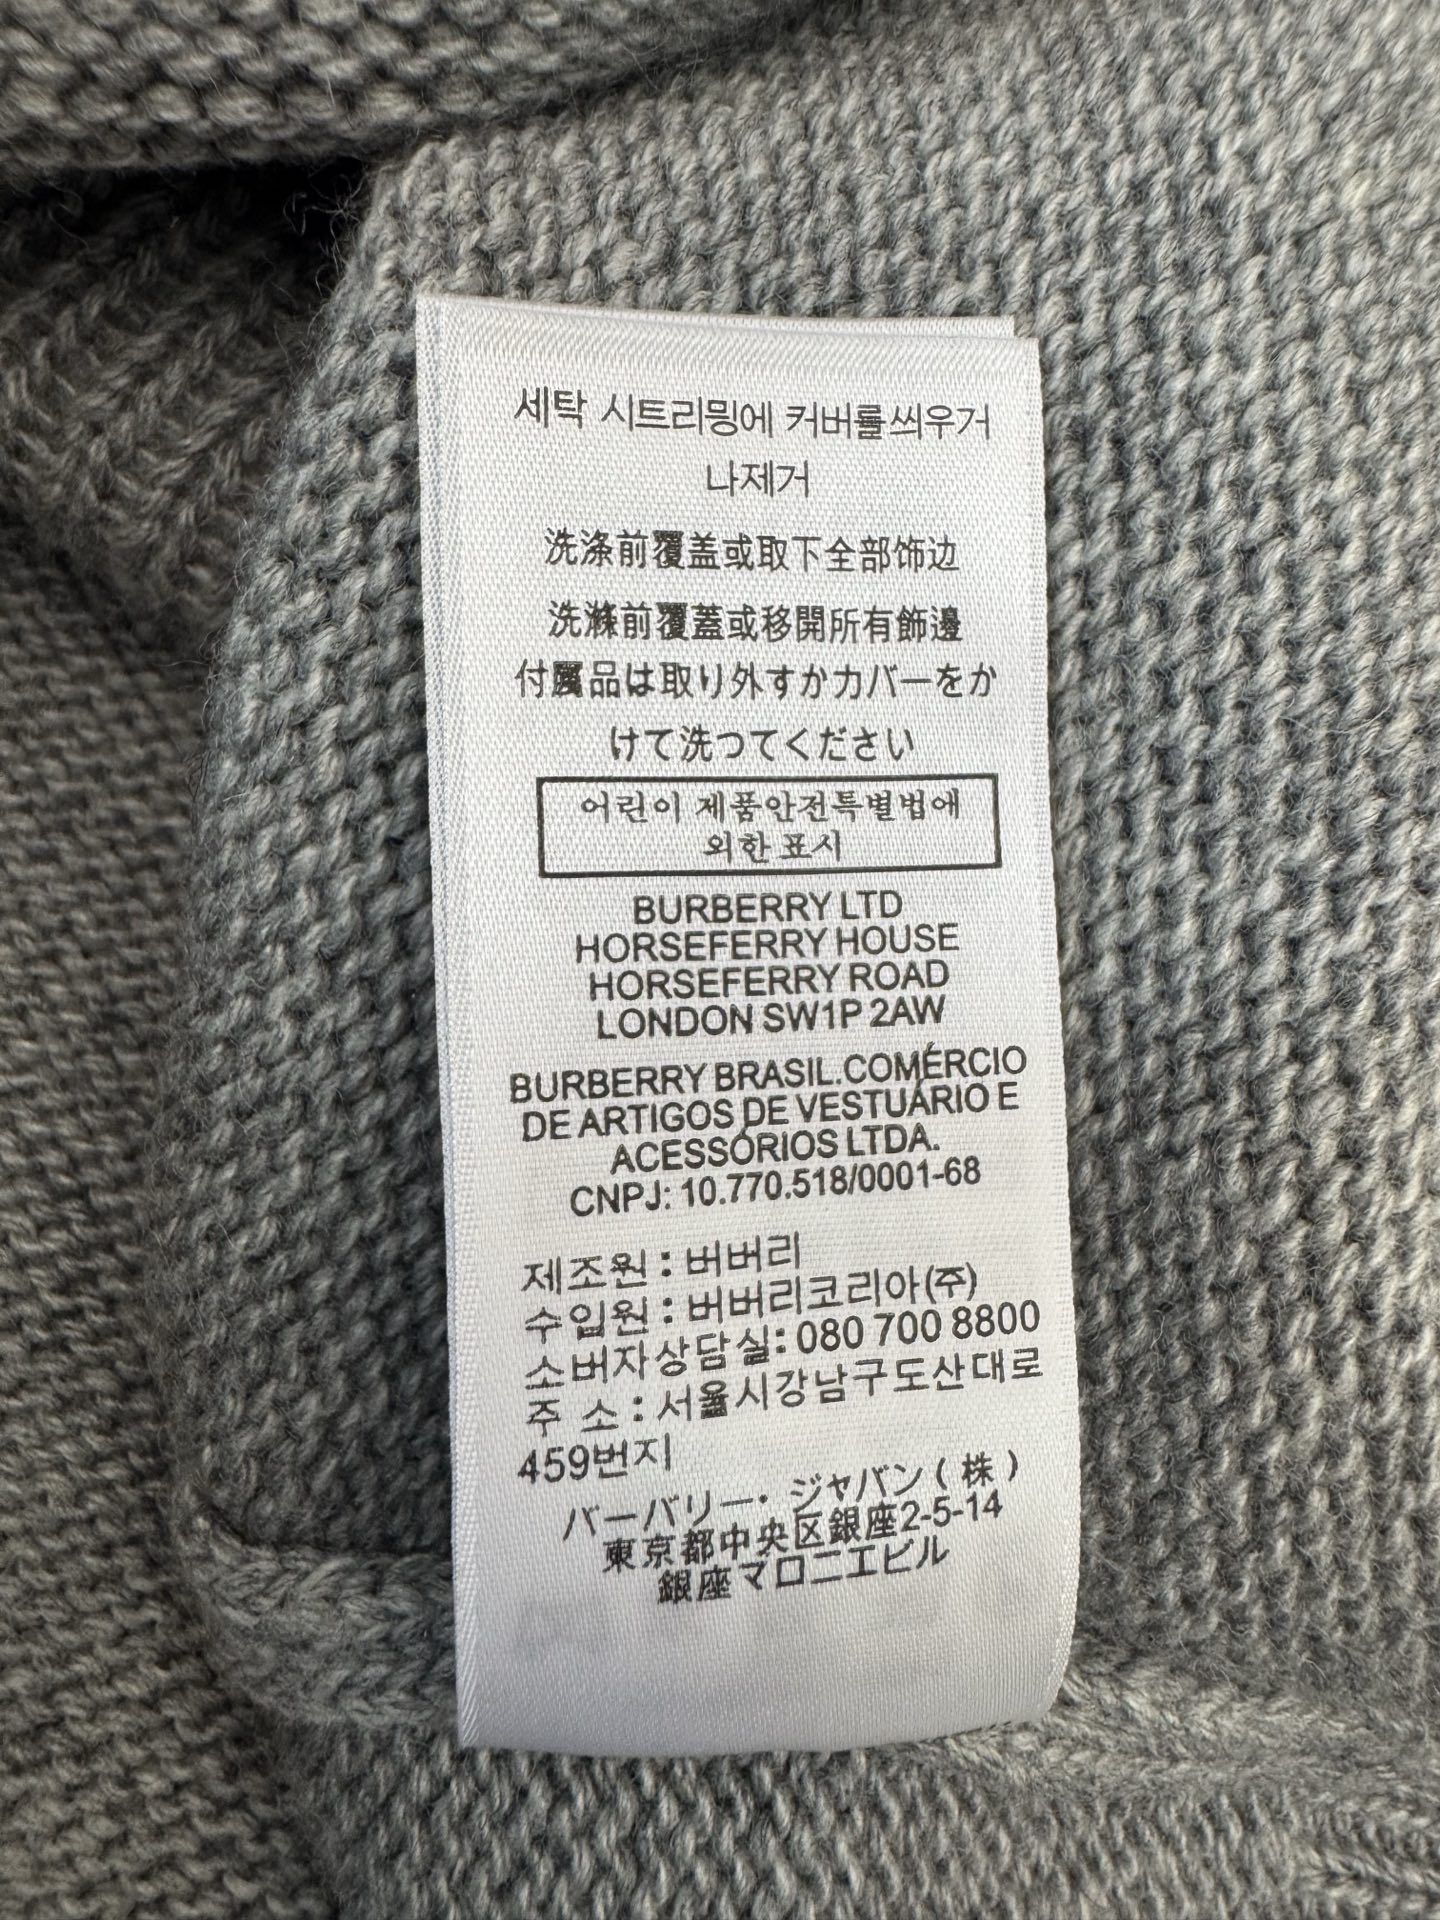 세탁 시트리밍에 커버를씌우거
나제거
洗涤前覆盖或取下全部饰边
洗滌前覆蓋或移開所有飾邊
付属品は取り外すかカバーをか
けて洗つてください
어린이 제품안전특별법애
외한 표시
BURBERRY LTD
HORSEFERRY HOUSE
HORSEFERRY ROAD
LONDON SW1P 2AW
BURBERRY BRASIL.COMÉRCIO
DE ARTIGOS DE VESTUÁRIO E
ACESSÓRIOS LTDA.
CNPJ: 10.770.518/0001-68
제조원 : 버버리
수입원 : 버버리코리아(주)
소버자상담실: 080 700 8800
주 소 : 서울시강남구도산대로
459번지
バーバリー・ジャバン(株)
東京都中央区銀座2-5-14
銀座マロニエビル